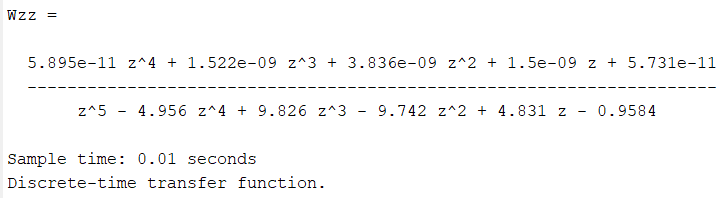 Wzz =
5.895e-11 z^4 + 1.522e-09 z^3 + 3.836e-09 z^2 + 1.5e-09 z + 5.731e-11
---------------------------------------------------------------------
z^5 - 4.956 z^4 + 9.826 z^3 - 9.742 z^2 + 4.831 z - 0.9584
Sample time: 0.01 seconds
Discrete-time transfer function.